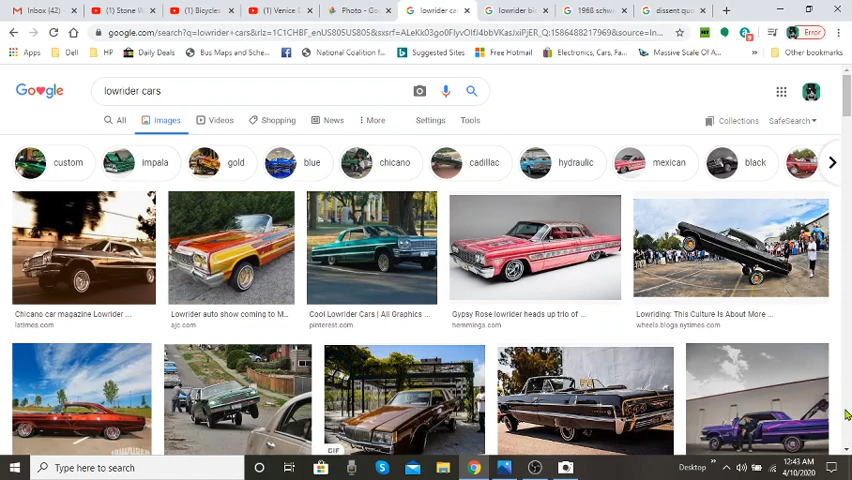 Inbox (42) -
(1) Stone W
(1) Bicycles
(1) Venice
Photo - Go
lowrider ca
lowrider bi
1968 schw
dissent quo
google.com/search?q=lowrider+cars&rlz=1C1CHBF_enUS805US805&sxsrf=
Error
Apps
Dell
HP
Daily Deals
Bus Maps and Sche...
National Coalition f...
Suggested Sites
Free Hotmail
Electronics, Cars, Fa...
Massive Scale of A...
Other bookmarks
Google
lowrider cars
All
Images
Videos
Shopping
News
More
Settings
Tools
Collections
SafeSearch
custom
impala
gold
blue
chicano
cadillac
hydraulic
mexican
black
Chicano car magazine Lowrider ...
latimes.com
Lowrider auto show coming to M...
ajc.com
Cool Lowrider Cars | All Graphics ...
pinterest.com
Gypsy Rose lowrider heads up trio of ...
hemmings.com
Lowriding: This Culture Is About More ...
wheels.blogs.nytimes.com
GIF
Type here to search
Desktop
12:43 AM
4/10/2020